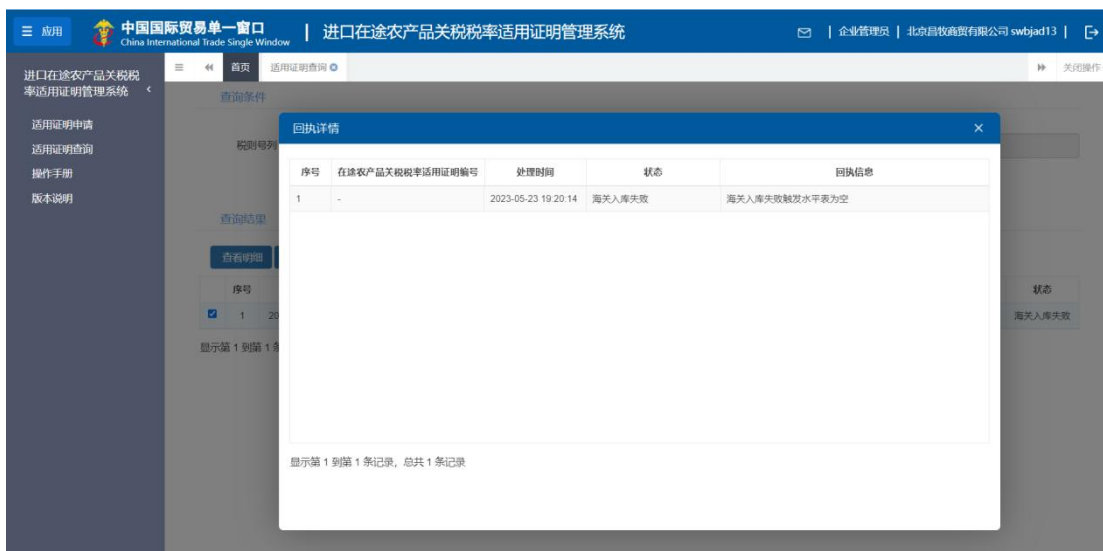 应用
中国国际贸易单一窗口
China International Trade Single Window
进口在途农产品关税税率适用证明管理系统
企业管理员
北京昌牧商贸有限公司 swbjad13
进口在途农产品关税税
率适用证明管理系统
首页
适用证明查询
关闭操作
适用证明申请
适用证明查询
操作手册
版本说明
查询条件
税则号列
查询结果
查看明细
序号
状态
1
20
海关入库失败
显示第 1 到第 1 条
回执详情
序号 在途农产品关税税率适用证明编号 处理时间 状态 回执信息
1 - 2023-05-23 19:20:14 海关入库失败 海关入库失败触发水平表为空
显示第 1 到第 1 条记录，总共 1 条记录